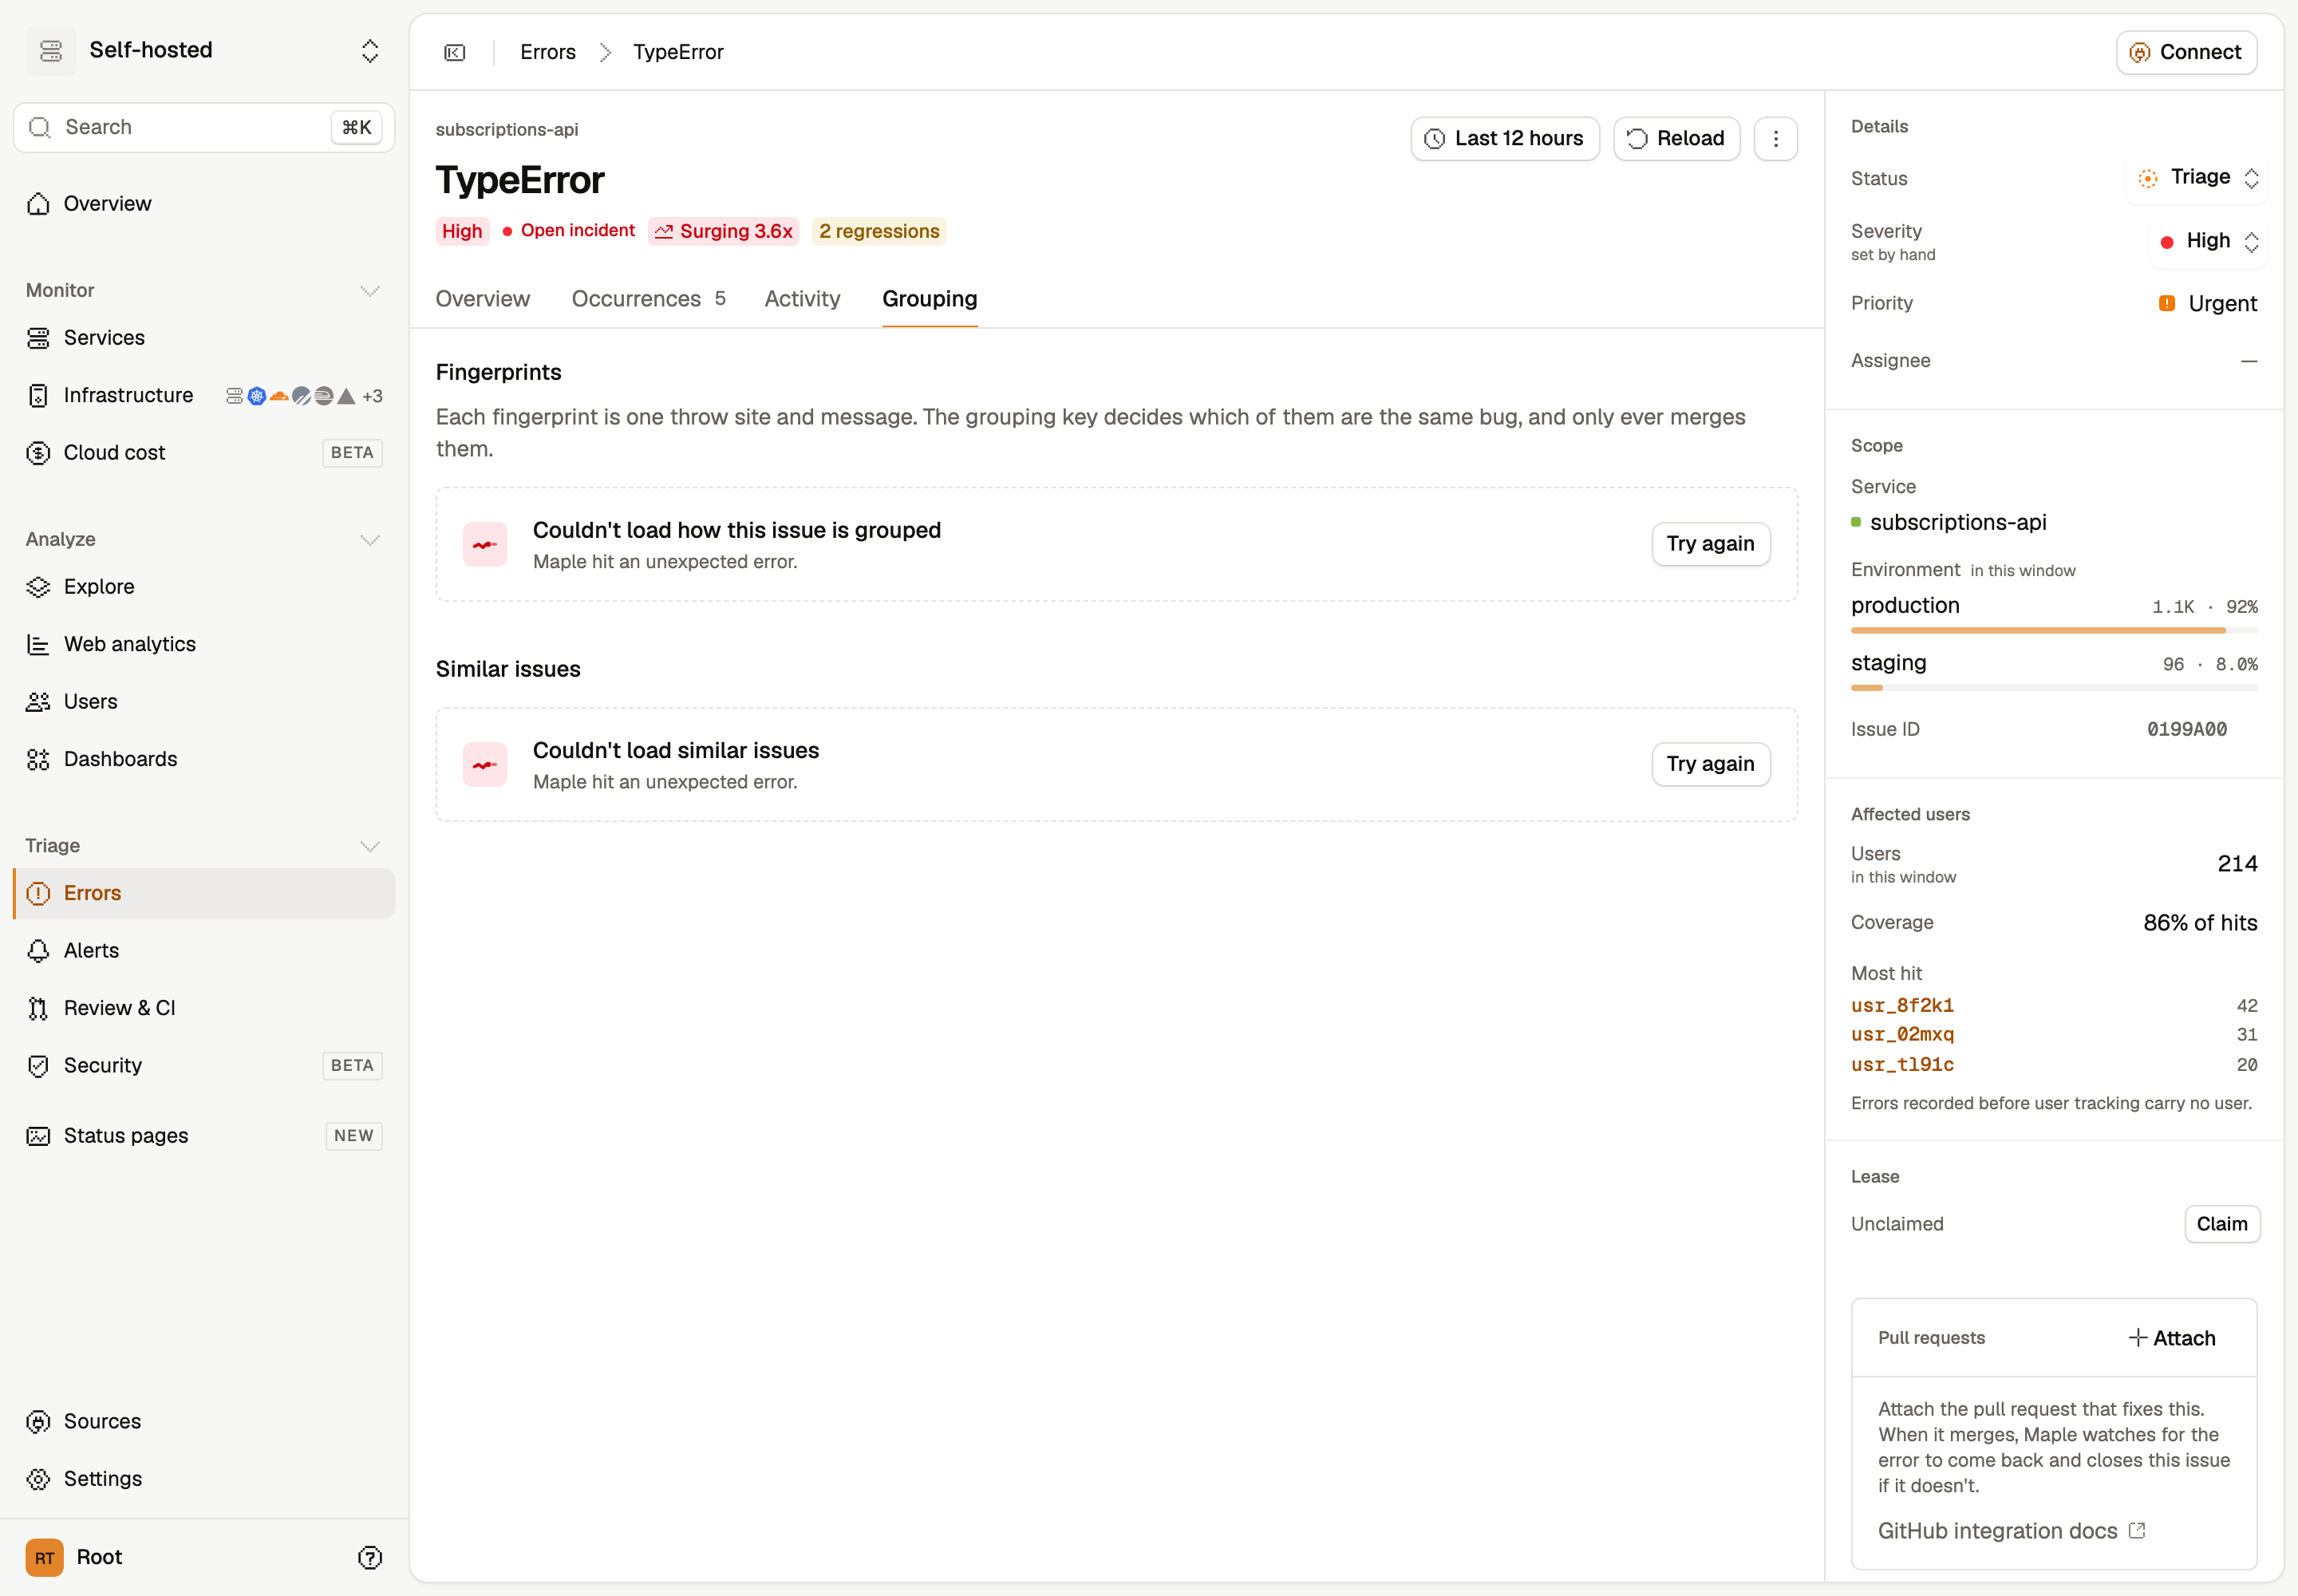 Self-hosted
Search
⌘K
Overview
Monitor
Services
Infrastructure
+3
Cloud cost
BETA
Analyze
Explore
Web analytics
Users
Dashboards
Triage
Errors
Alerts
Review & CI
Security
BETA
Status pages
NEW
Sources
Settings
RT
Root
Errors
TypeError
Connect
subscriptions-api
Last 12 hours
Reload
TypeError
High
Open incident
Surging 3.6x
2 regressions
Overview
Occurrences 5
Activity
Grouping
Fingerprints
Each fingerprint is one throw site and message. The grouping key decides which of them are the same bug, and only ever merges
them.
Couldn't load how this issue is grouped
Maple hit an unexpected error.
Try again
Similar issues
Couldn't load similar issues
Maple hit an unexpected error.
Try again
Details
Status
Triage
Severity
set by hand
High
Priority
Urgent
Assignee
—
Scope
Service
subscriptions-api
Environment in this window
production
1.1K · 92%
staging
96 · 8.0%
Issue ID
0199A00
Affected users
Users
in this window
214
Coverage
86% of hits
Most hit
usr_8f2k1
42
usr_02mxq
31
usr_tl91c
20
Errors recorded before user tracking carry no user.
Lease
Unclaimed
Claim
Pull requests
Attach
Attach the pull request that fixes this.
When it merges, Maple watches for the
error to come back and closes this issue
if it doesn't.
GitHub integration docs